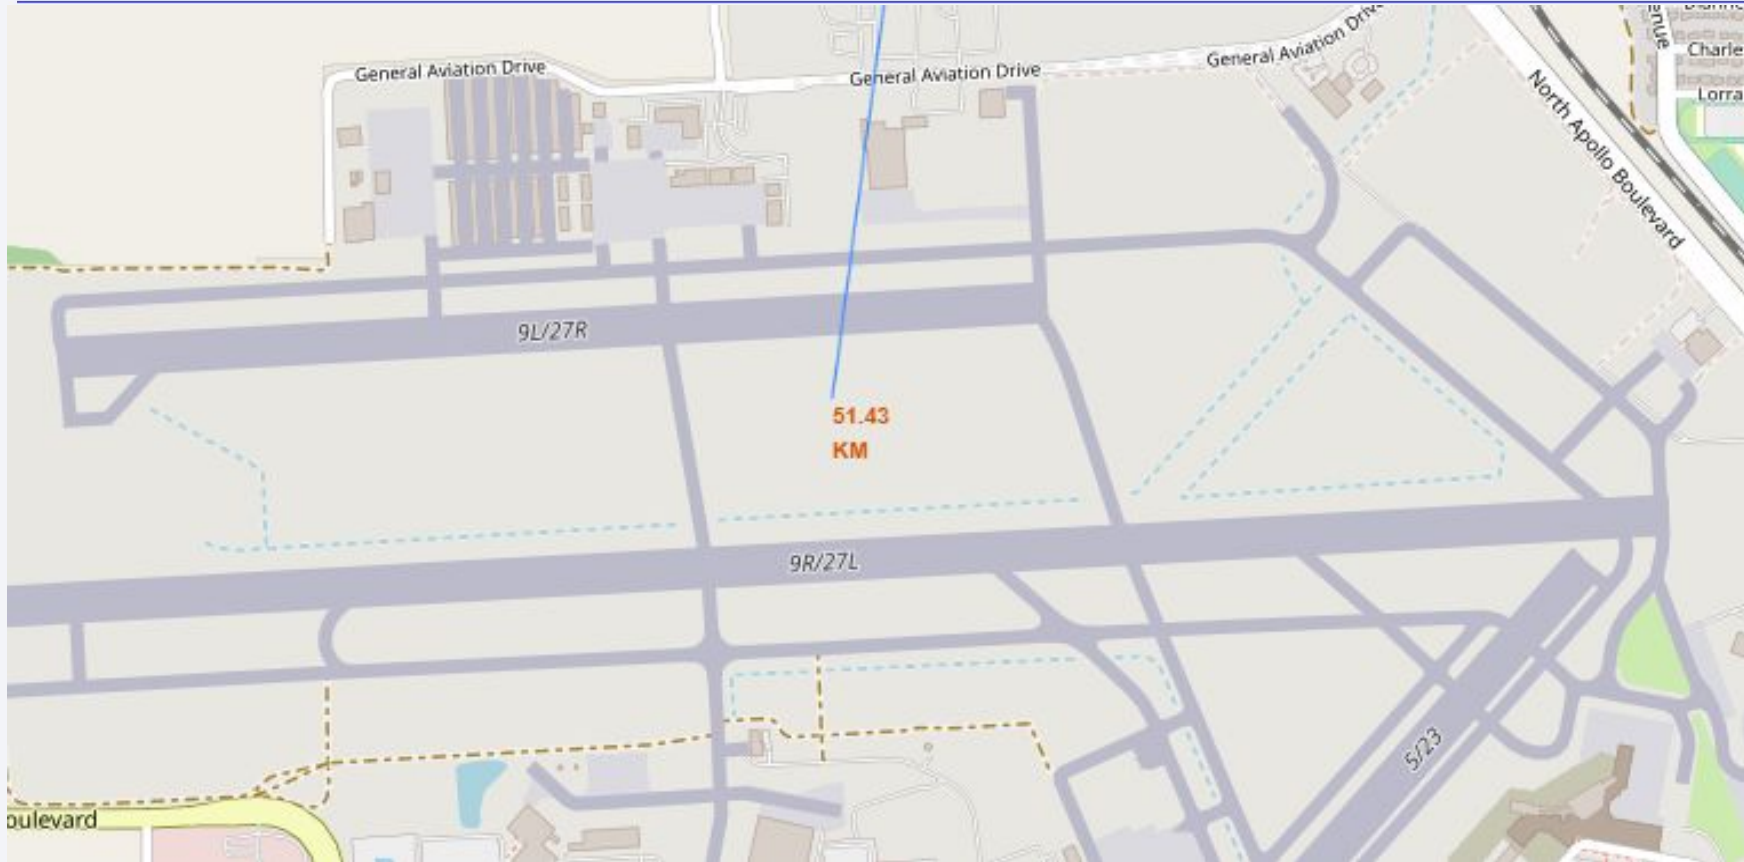 General Aviation Drive
General Aviation Drive
General Aviation Drive
North Apollo Boulevard
enue
Charle
Lorra
9L/27R
51.43
KM
9R/27L
5/23
oulevard